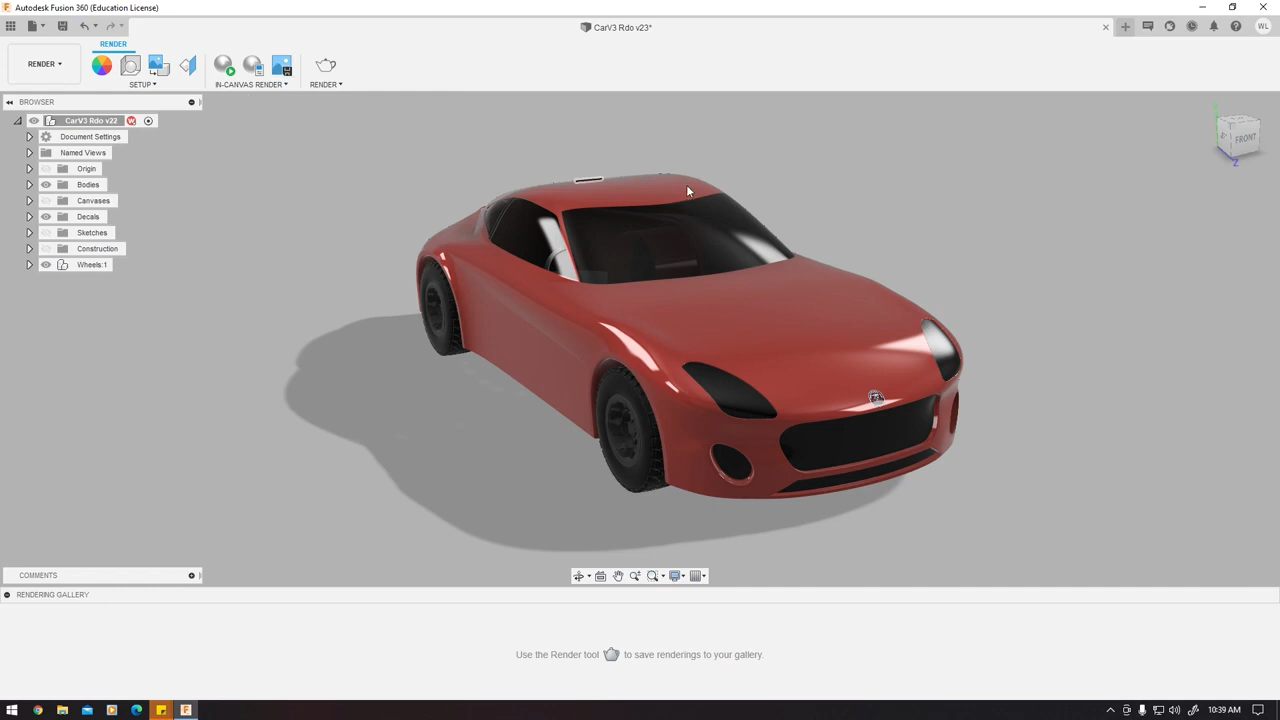 Autodesk Fusion 360 (Education License)
CarV3 Rdo v23*
WL
RENDER
RENDER
SETUP
IN-CANVAS RENDER
RENDER
BROWSER
CarV3 Rdo v22
Document Settings
Named Views
Origin
Bodies
Canvases
Decals
Sketches
Construction
Wheels:1
FRONT
Z
COMMENTS
RENDERING GALLERY
Use the Render tool to save renderings to your gallery.
10:39 AM